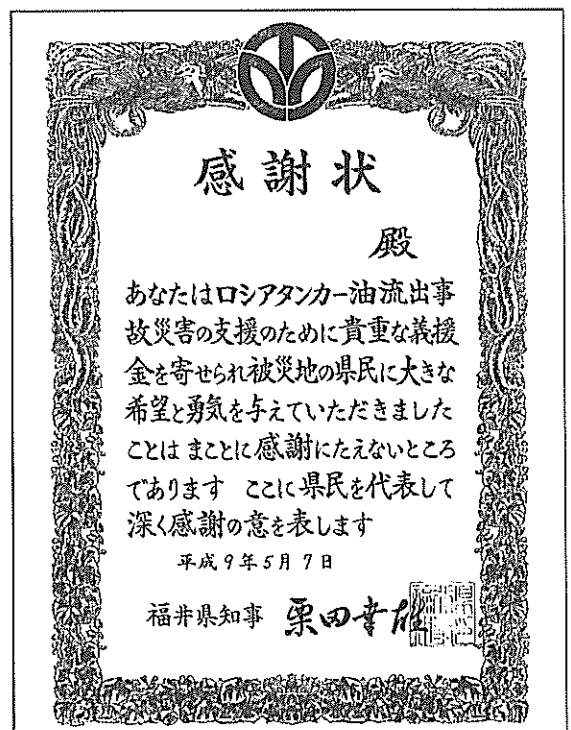 感謝状
殿
あなたはロシアタンカー油流出事
故災害の支援のために貴重な義援
金を寄せられ被災地の県民に大きな
希望と勇気を与えていただきました
ことは まことに感謝にたえないところ
であります ここに県民を代表して
深く感謝の意を表します
平成9年5月7日
福井県知事 栗田幸雄